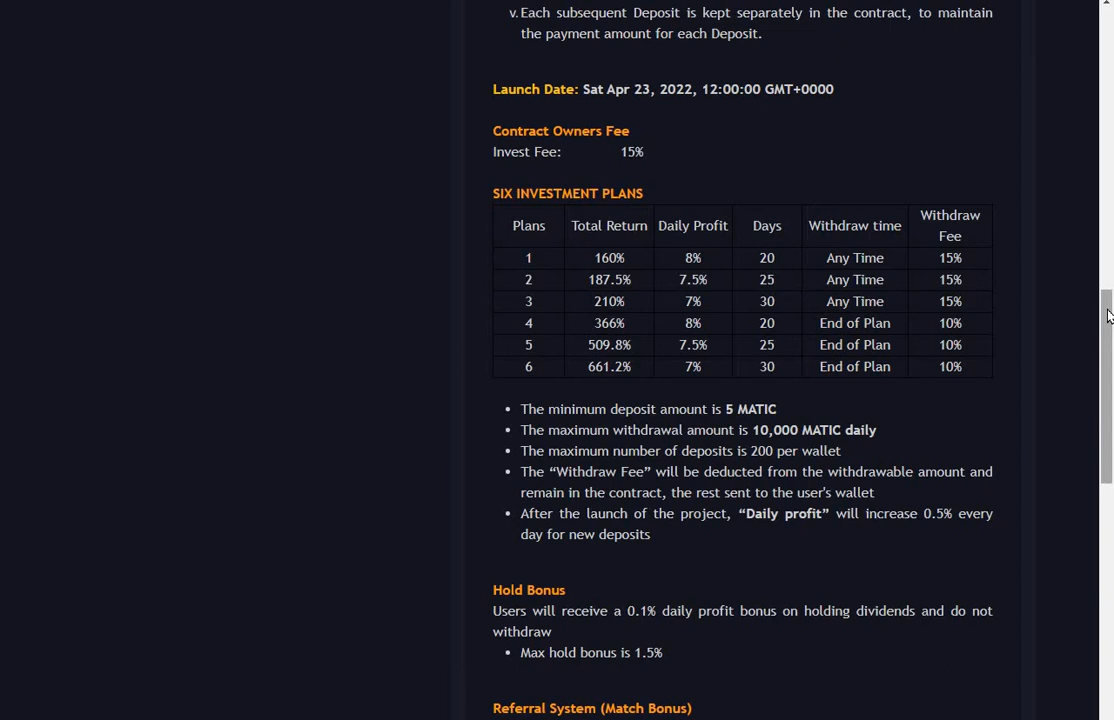 v. Each subsequent Deposit is kept separately in the contract, to maintain
the payment amount for each Deposit.
Launch Date: Sat Apr 23, 2022, 12:00:00 GMT+0000
Contract Owners Fee
Invest Fee: 15%
SIX INVESTMENT PLANS
Plans Total Return Daily Profit Days Withdraw time Withdraw
Fee
1 160% 8% 20 Any Time 15%
2 187.5% 7.5% 25 Any Time 15%
3 210% 7% 30 Any Time 15%
4 366% 8% 20 End of Plan 10%
5 509.8% 7.5% 25 End of Plan 10%
6 661.2% 7% 30 End of Plan 10%
• The minimum deposit amount is 5 MATIC
• The maximum withdrawal amount is 10,000 MATIC daily
• The maximum number of deposits is 200 per wallet
• The “Withdraw Fee” will be deducted from the withdrawable amount and
remain in the contract, the rest sent to the user's wallet
• After the launch of the project, “Daily profit” will increase 0.5% every
day for new deposits
Hold Bonus
Users will receive a 0.1% daily profit bonus on holding dividends and do not
withdraw
• Max hold bonus is 1.5%
Referral System (Match Bonus)